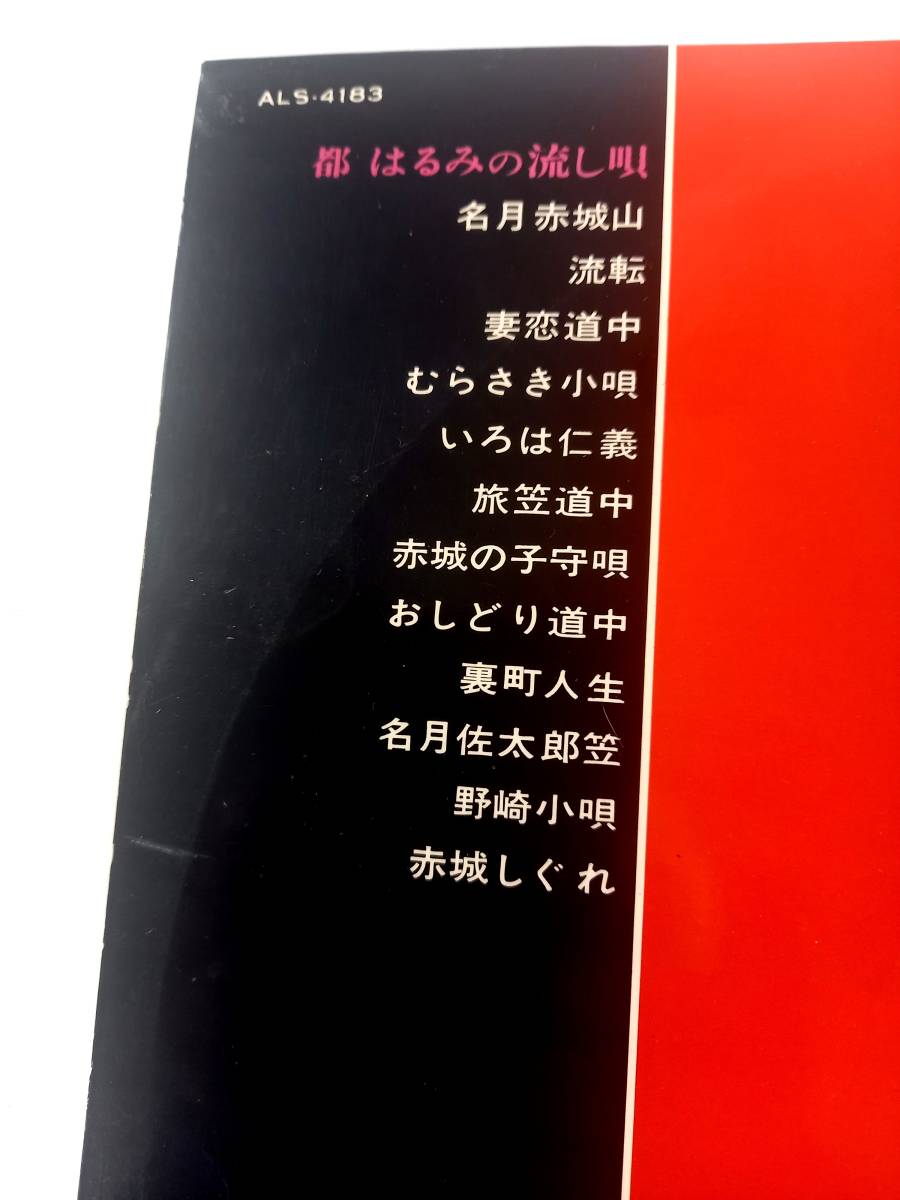 ALS-4183
都 はるみの流し唄
名月赤城山
流転
妻恋道中
むらさき小唄
いろは仁義
旅笠道中
赤城の子守唄
おしどり道中
裏町人生
名月佐太郎笠
野崎小唄
赤城しぐれ